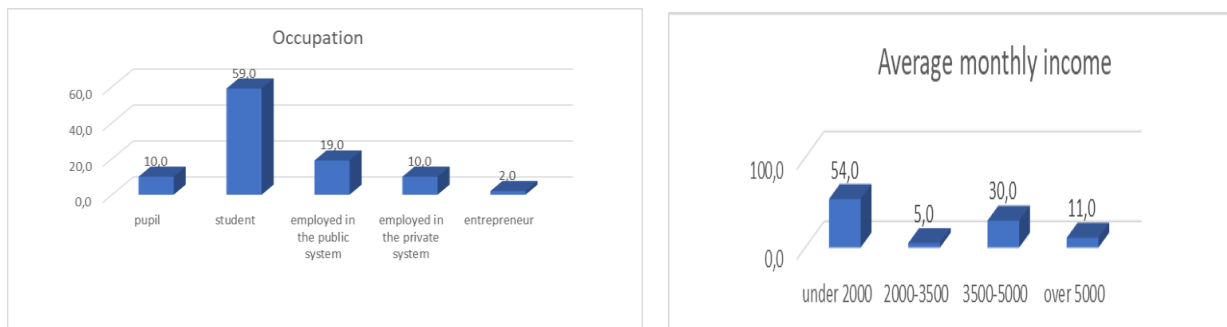 Occupation
60,0
40,0
20,0
0,0
10,0
59,0
19,0
10,0
2,0
pupil
student
employed in
the public
system
employed in
the private
system
entrepreneur
Average monthly income
100,0
0,0
54,0
5,0
30,0
11,0
under 2000
2000-3500
3500-5000
over 5000